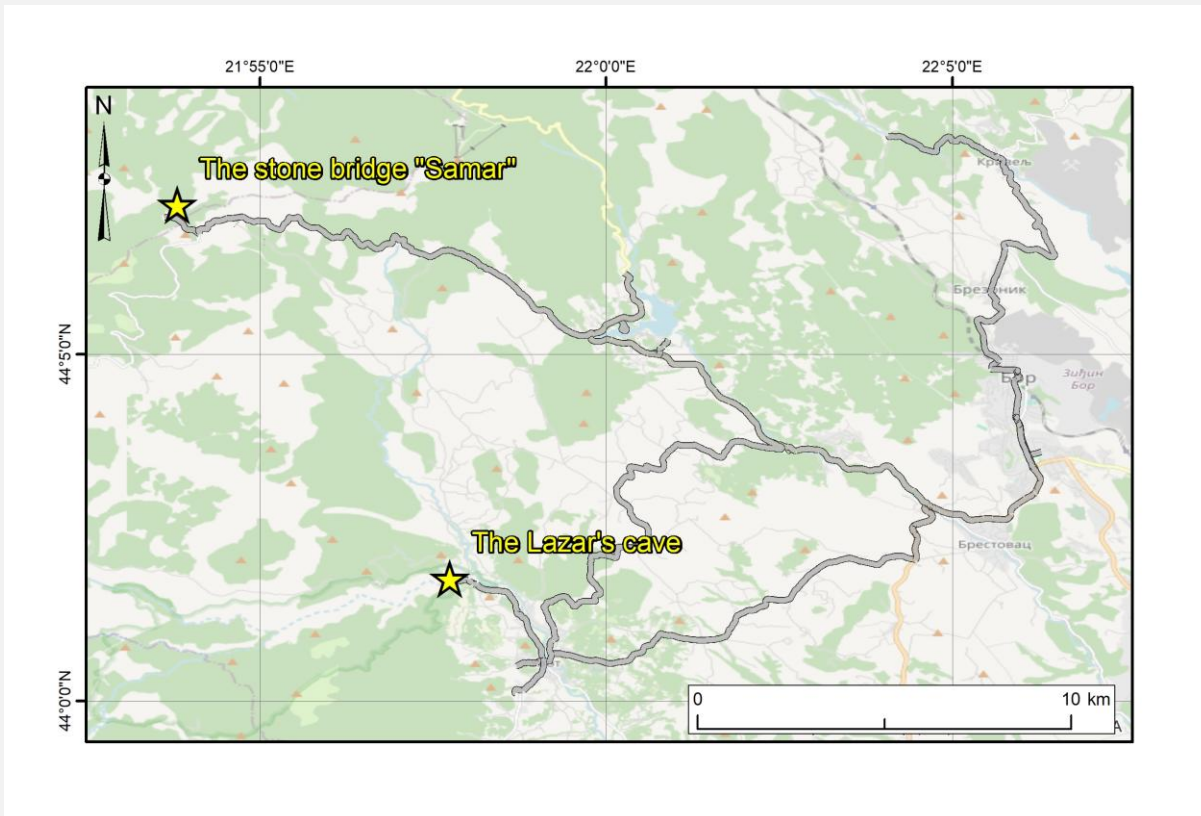 21°55'0"E
22°0'0"E
22°5'0"E
N
The stone bridge "Samar"
Кривељ
Брезоник
44°5'0"N
Бор
Зиђин
Бор
The Lazar's cave
Брестовац
44°0'0"N
0
10 km